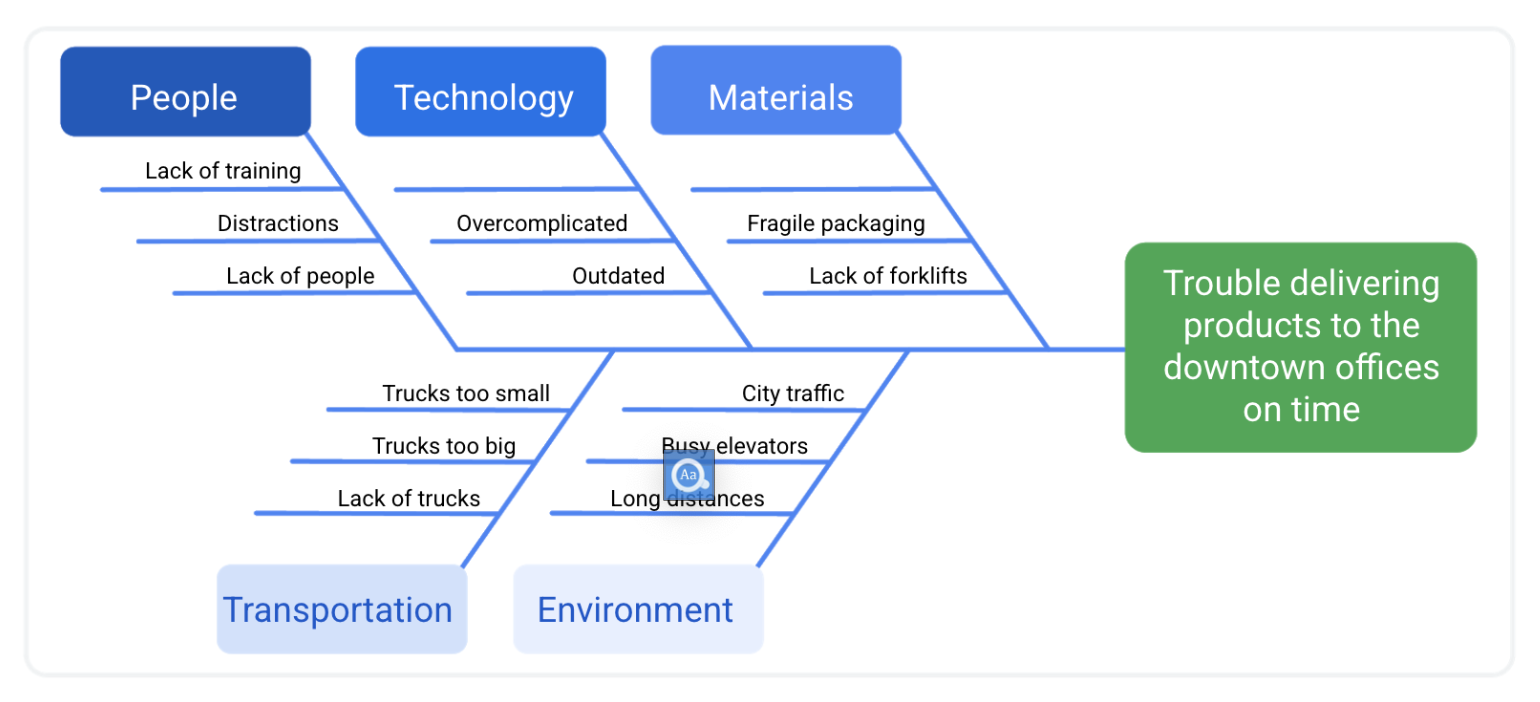 People
Technology
Materials
Lack of training
Distractions
Overcomplicated
Fragile packaging
Lack of people
Outdated
Lack of forklifts
Trouble delivering
products to the
downtown offices
on time
Trucks too small
City traffic
Trucks too big
Busy elevators
Aa
Lack of trucks
Long distances
Transportation
Environment